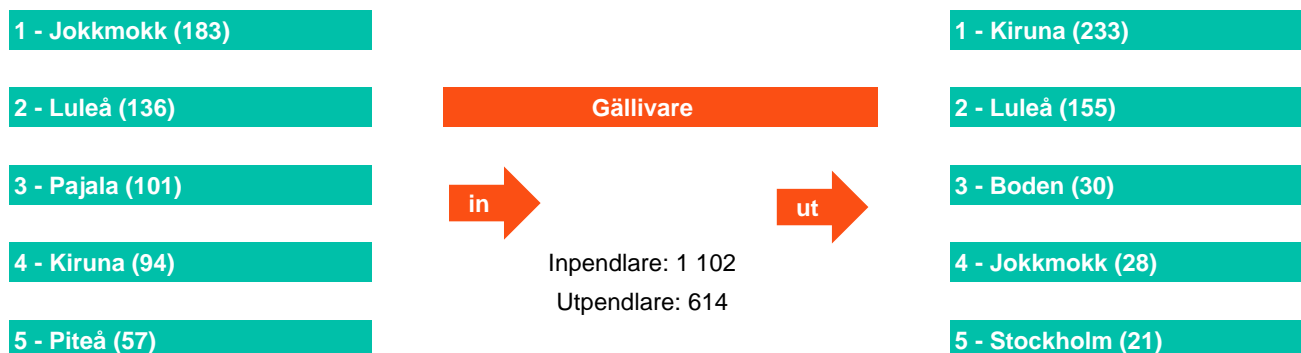 1 - Jokkmokk (183)
2 - Luleå (136)
3 - Pajala (101)
4 - Kiruna (94)
5 - Piteå (57)
Gällivare
in
ut
Inpendlare: 1 102
Utpendlare: 614
1 - Kiruna (233)
2 - Luleå (155)
3 - Boden (30)
4 - Jokkmokk (28)
5 - Stockholm (21)